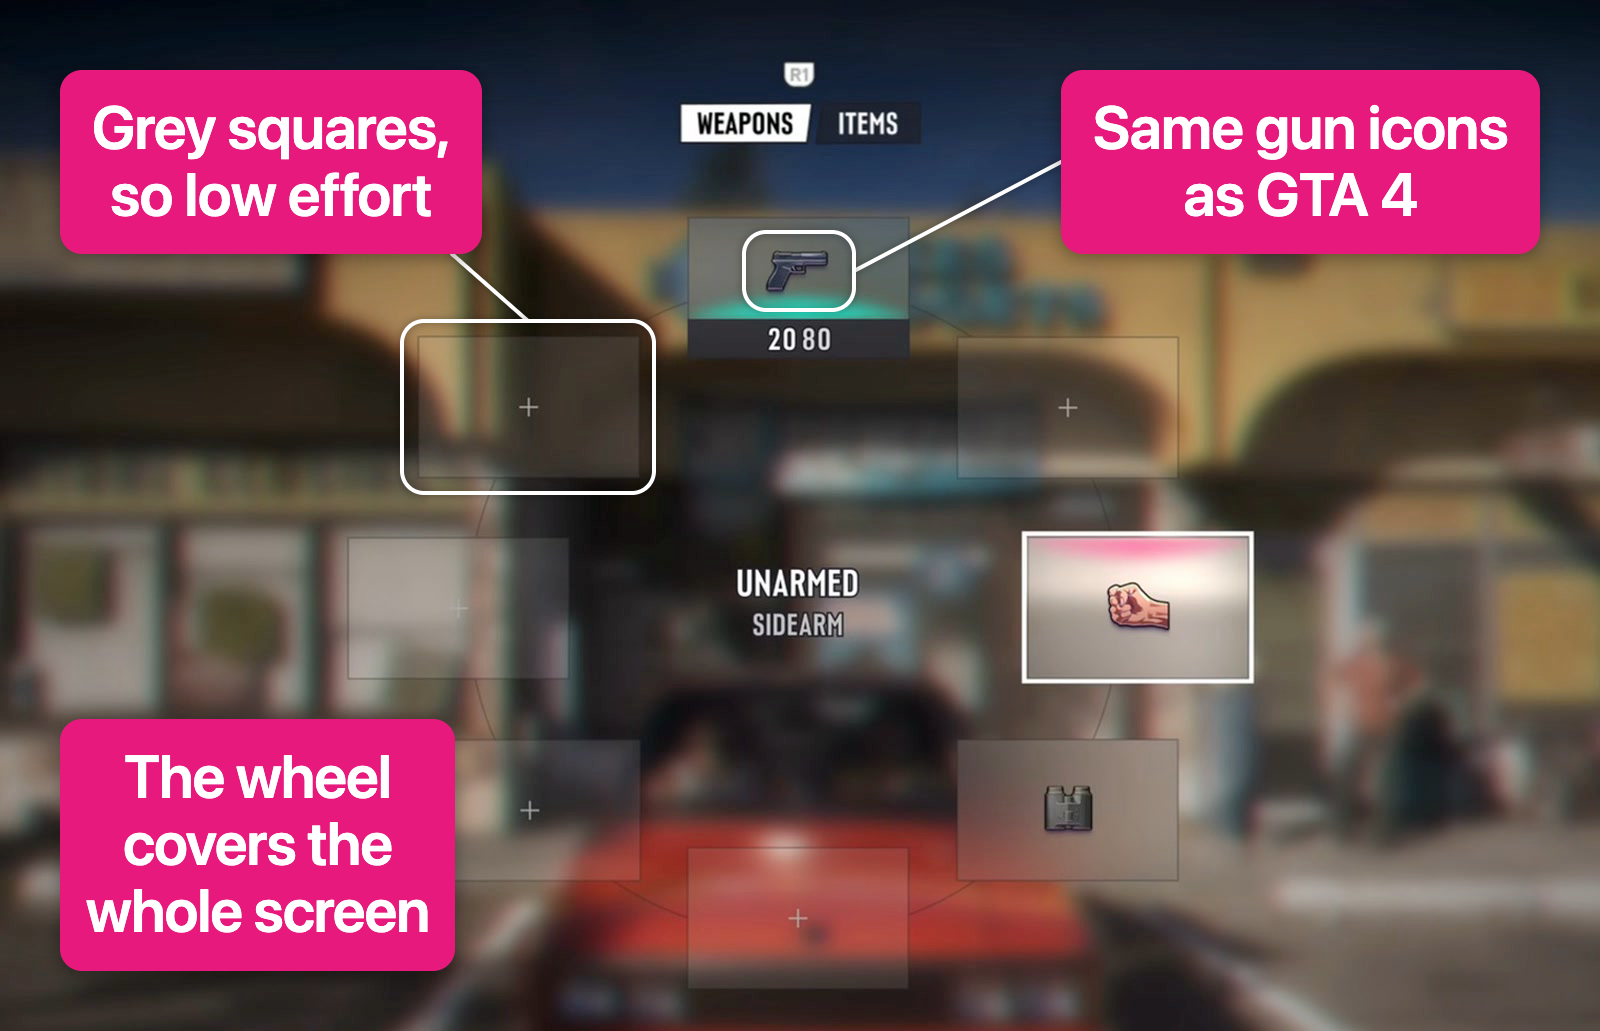 R1
WEAPONS ITEMS
Grey squares,
so low effort
Same gun icons
as GTA 4
20 80
UNARMED
SIDEARM
The wheel
covers the
whole screen